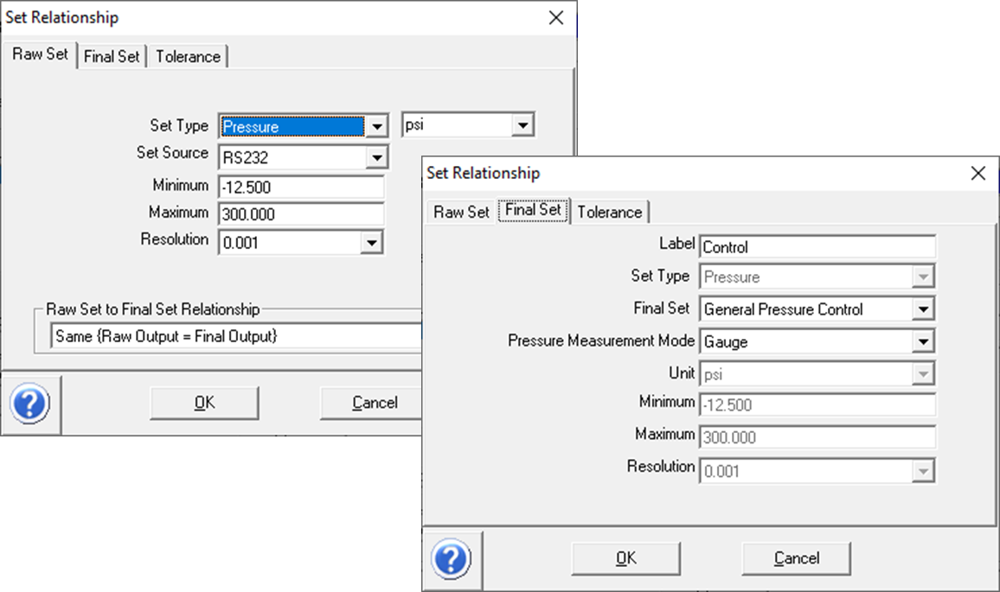 Set Relationship
Raw Set Final Set Tolerance
Set Type Pressure psi
Set Source RS232
Minimum -12.500
Maximum 300.000
Resolution 0.001
Raw Set to Final Set Relationship
Same {Raw Output = Final Output}
? OK Cancel
Set Relationship
Raw Set Final Set Tolerance
Label Control
Set Type Pressure
Final Set General Pressure Control
Pressure Measurement Mode Gauge
Unit psi
Minimum -12.500
Maximum 300.000
Resolution 0.001
? OK Cancel